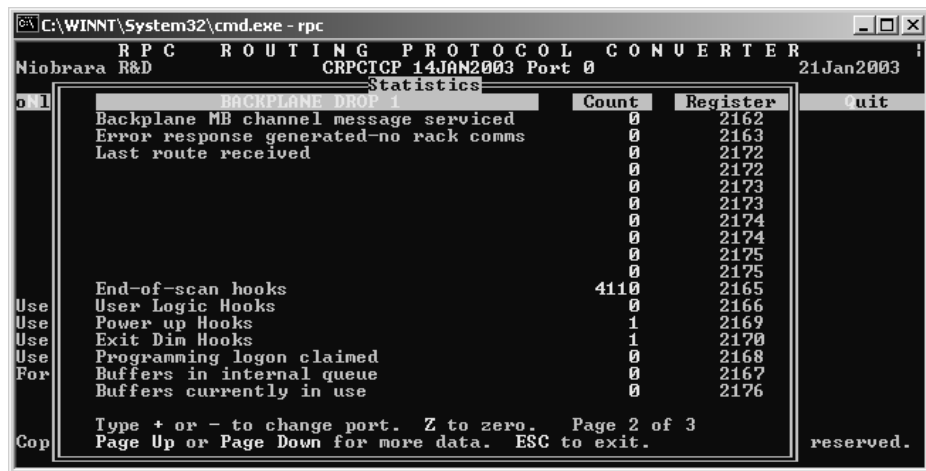 C:\WINNT\System32\cmd.exe - rpc
R P C R O U T I N G P R O T O C O L C O N V E R T E R
Niobrara R&D CRPCTCP 14JAN2003 Port 0 21Jan2003
Statistics
oNl BACKPLANE DROP 1 Count Register Quit
Backplane MB channel message serviced 0 2162
Error response generated-no rack comms 0 2163
Last route received 0 2172
0 2172
0 2173
0 2173
0 2174
0 2174
0 2175
0 2175
End-of-scan hooks 4110 2165
Use User Logic Hooks 0 2166
Use Power up Hooks 1 2169
Use Exit Dim Hooks 1 2170
Use Programming logon claimed 0 2168
For Buffers in internal queue 0 2167
Buffers currently in use 0 2176
Type + or - to change port. Z to zero. Page 2 of 3
Cop Page Up or Page Down for more data. ESC to exit. reserved.